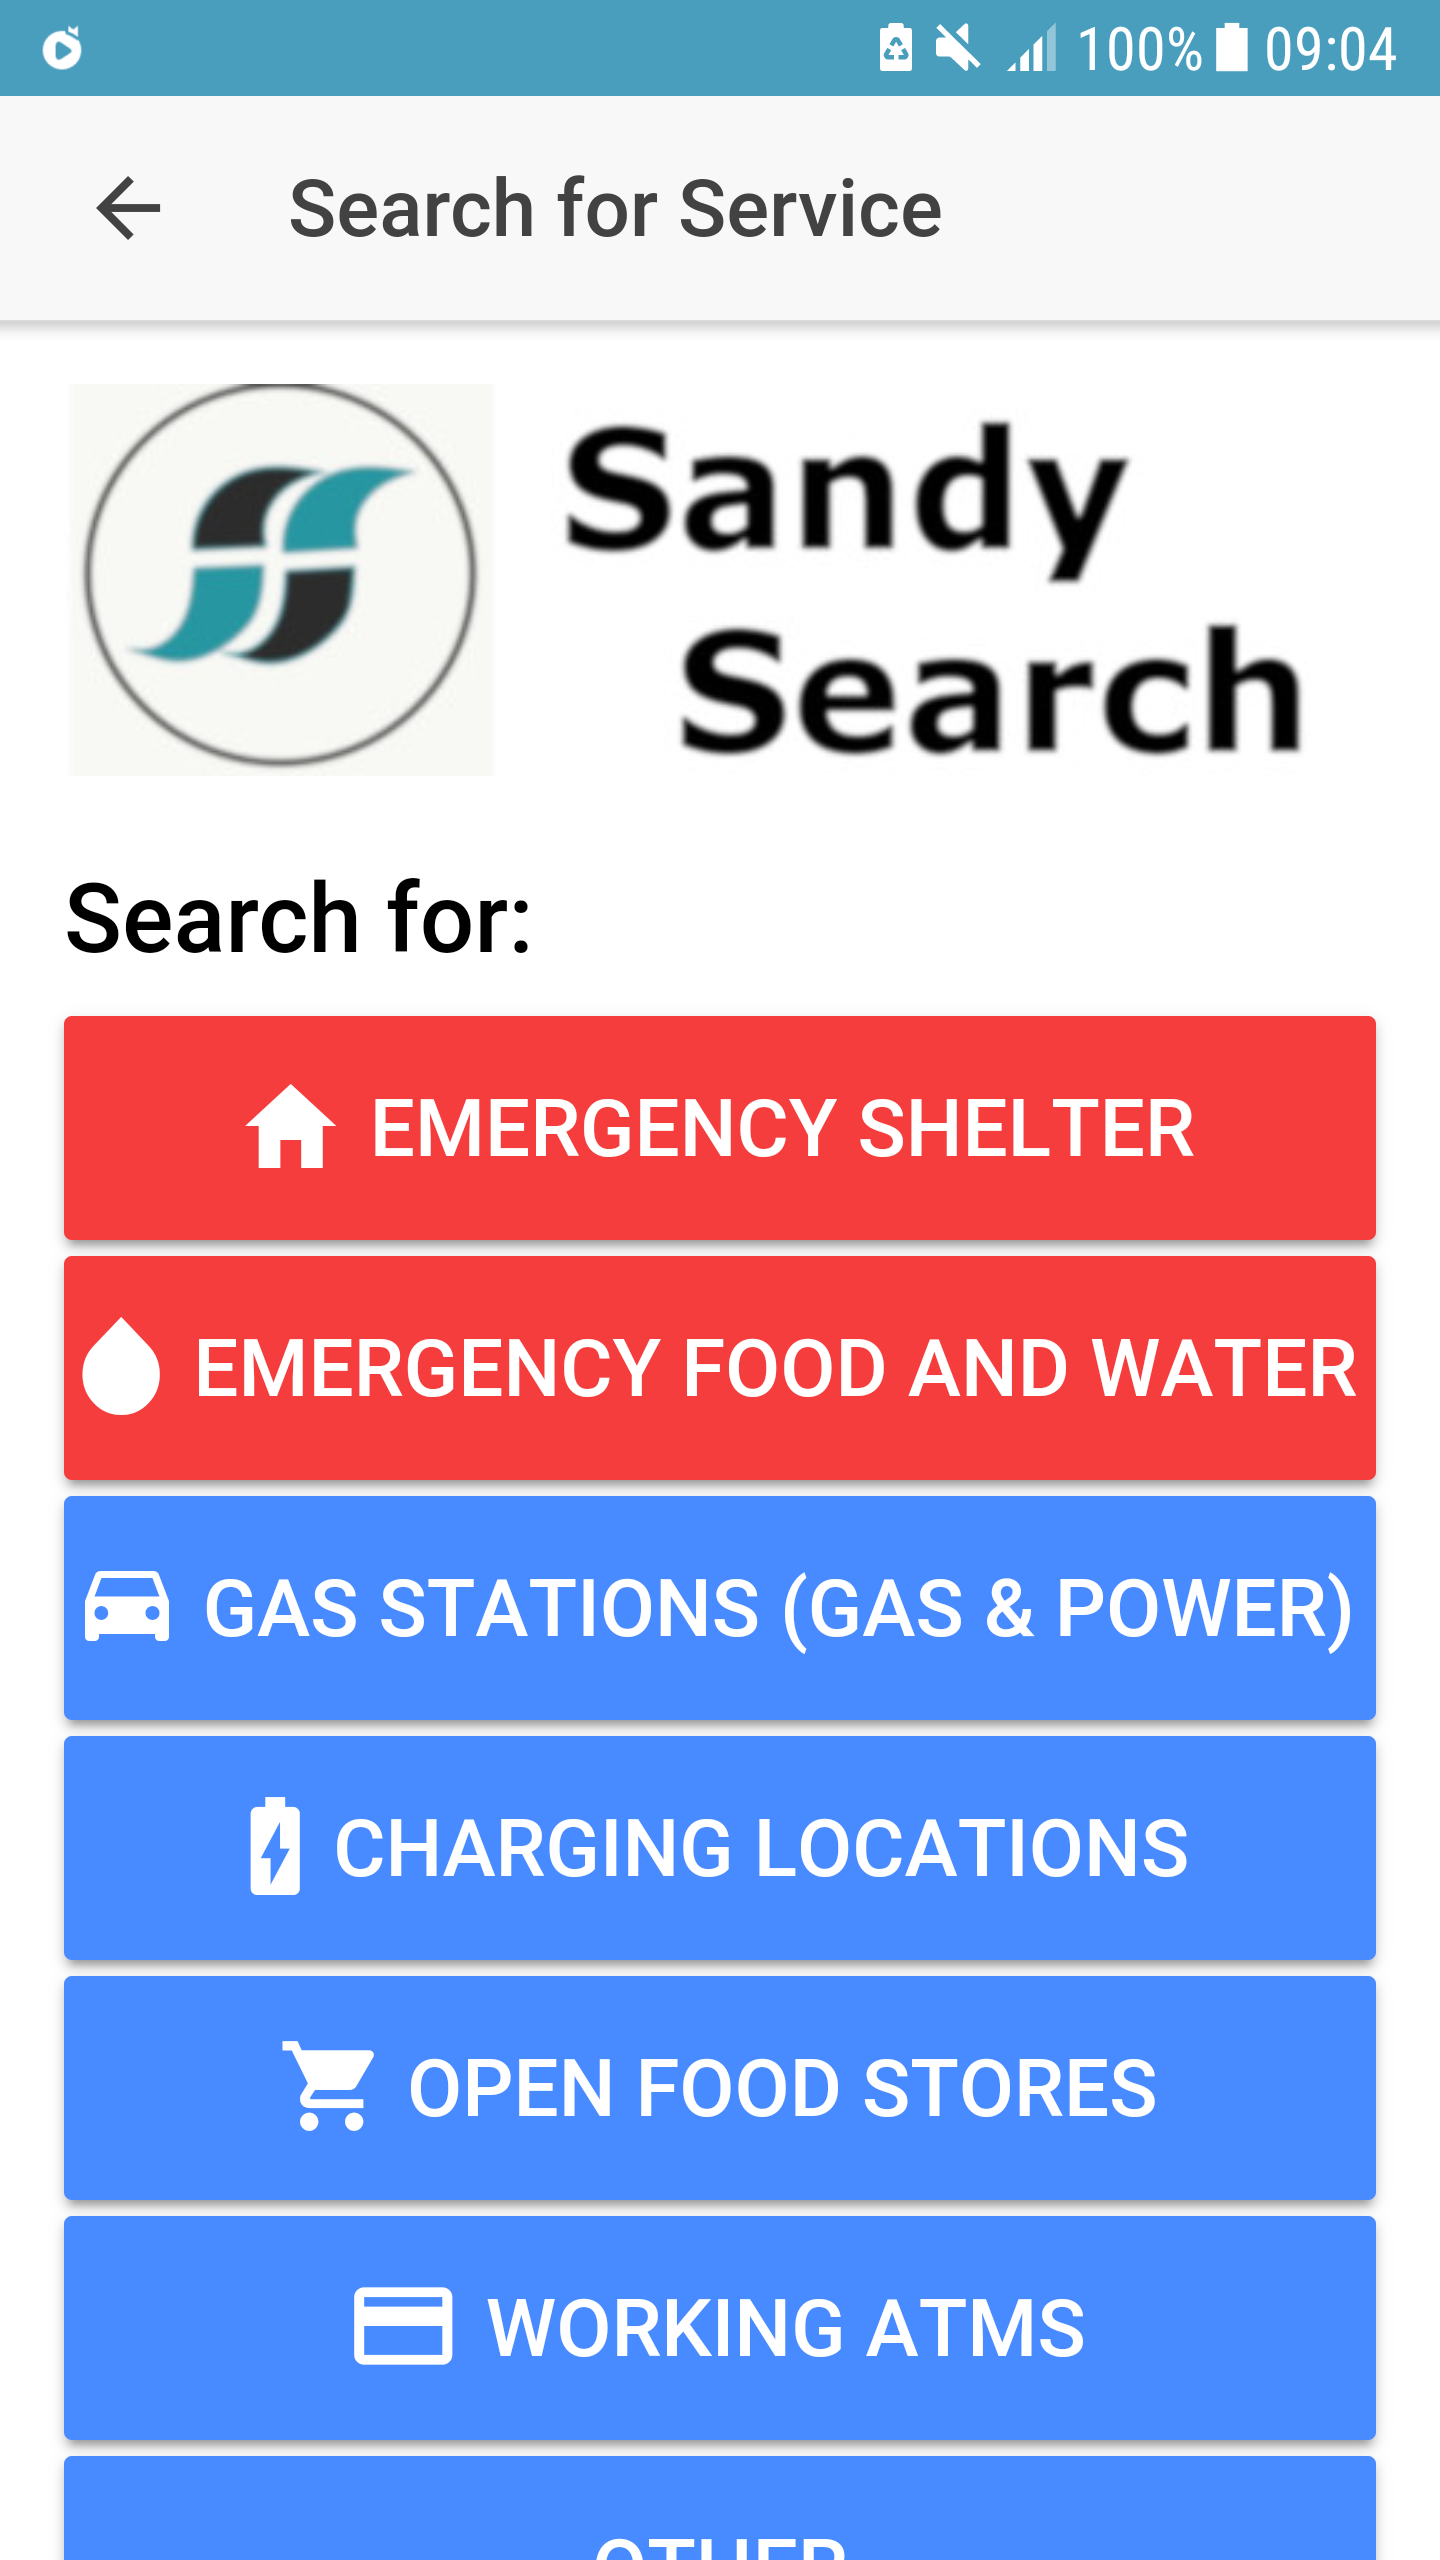 100% 09:04
Search for Service
Sandy
Search
Search for:
EMERGENCY SHELTER
EMERGENCY FOOD AND WATER
GAS STATIONS (GAS & POWER)
CHARGING LOCATIONS
OPEN FOOD STORES
WORKING ATMS
OTHER